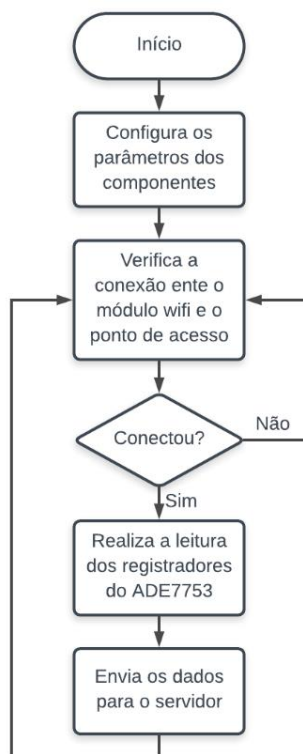 Início
Configura os
parâmetros dos
componentes
Verifica a
conexão ente o
módulo wifi e o
ponto de acesso
Conectou?
Não
Sim
Realiza a leitura
dos registradores
do ADE7753
Envia os dados
para o servidor